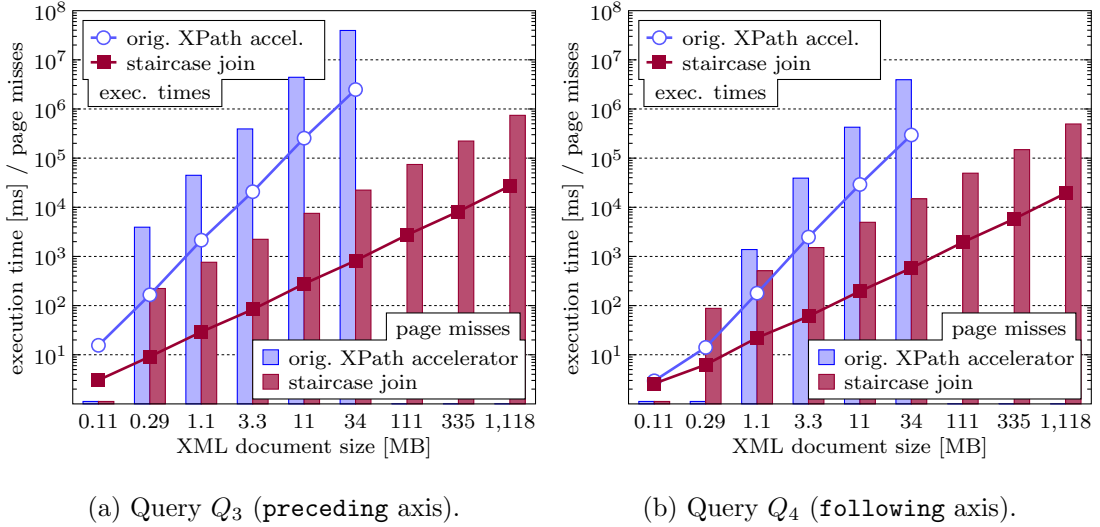 10^8
10^7
10^6
10^5
10^4
10^3
10^2
10^1
execution time [ms] / page misses
orig. XPath accel.
staircase join
exec. times
page misses
orig. XPath accelerator
staircase join
0.11 0.29 1.1 3.3 11 34 111 335 1,118
XML document size [MB]
(a) Query Q3 (preceding axis).
10^8
10^7
10^6
10^5
10^4
10^3
10^2
10^1
execution time [ms] / page misses
orig. XPath accel.
staircase join
exec. times
page misses
orig. XPath accelerator
staircase join
0.11 0.29 1.1 3.3 11 34 111 335 1,118
XML document size [MB]
(b) Query Q4 (following axis).